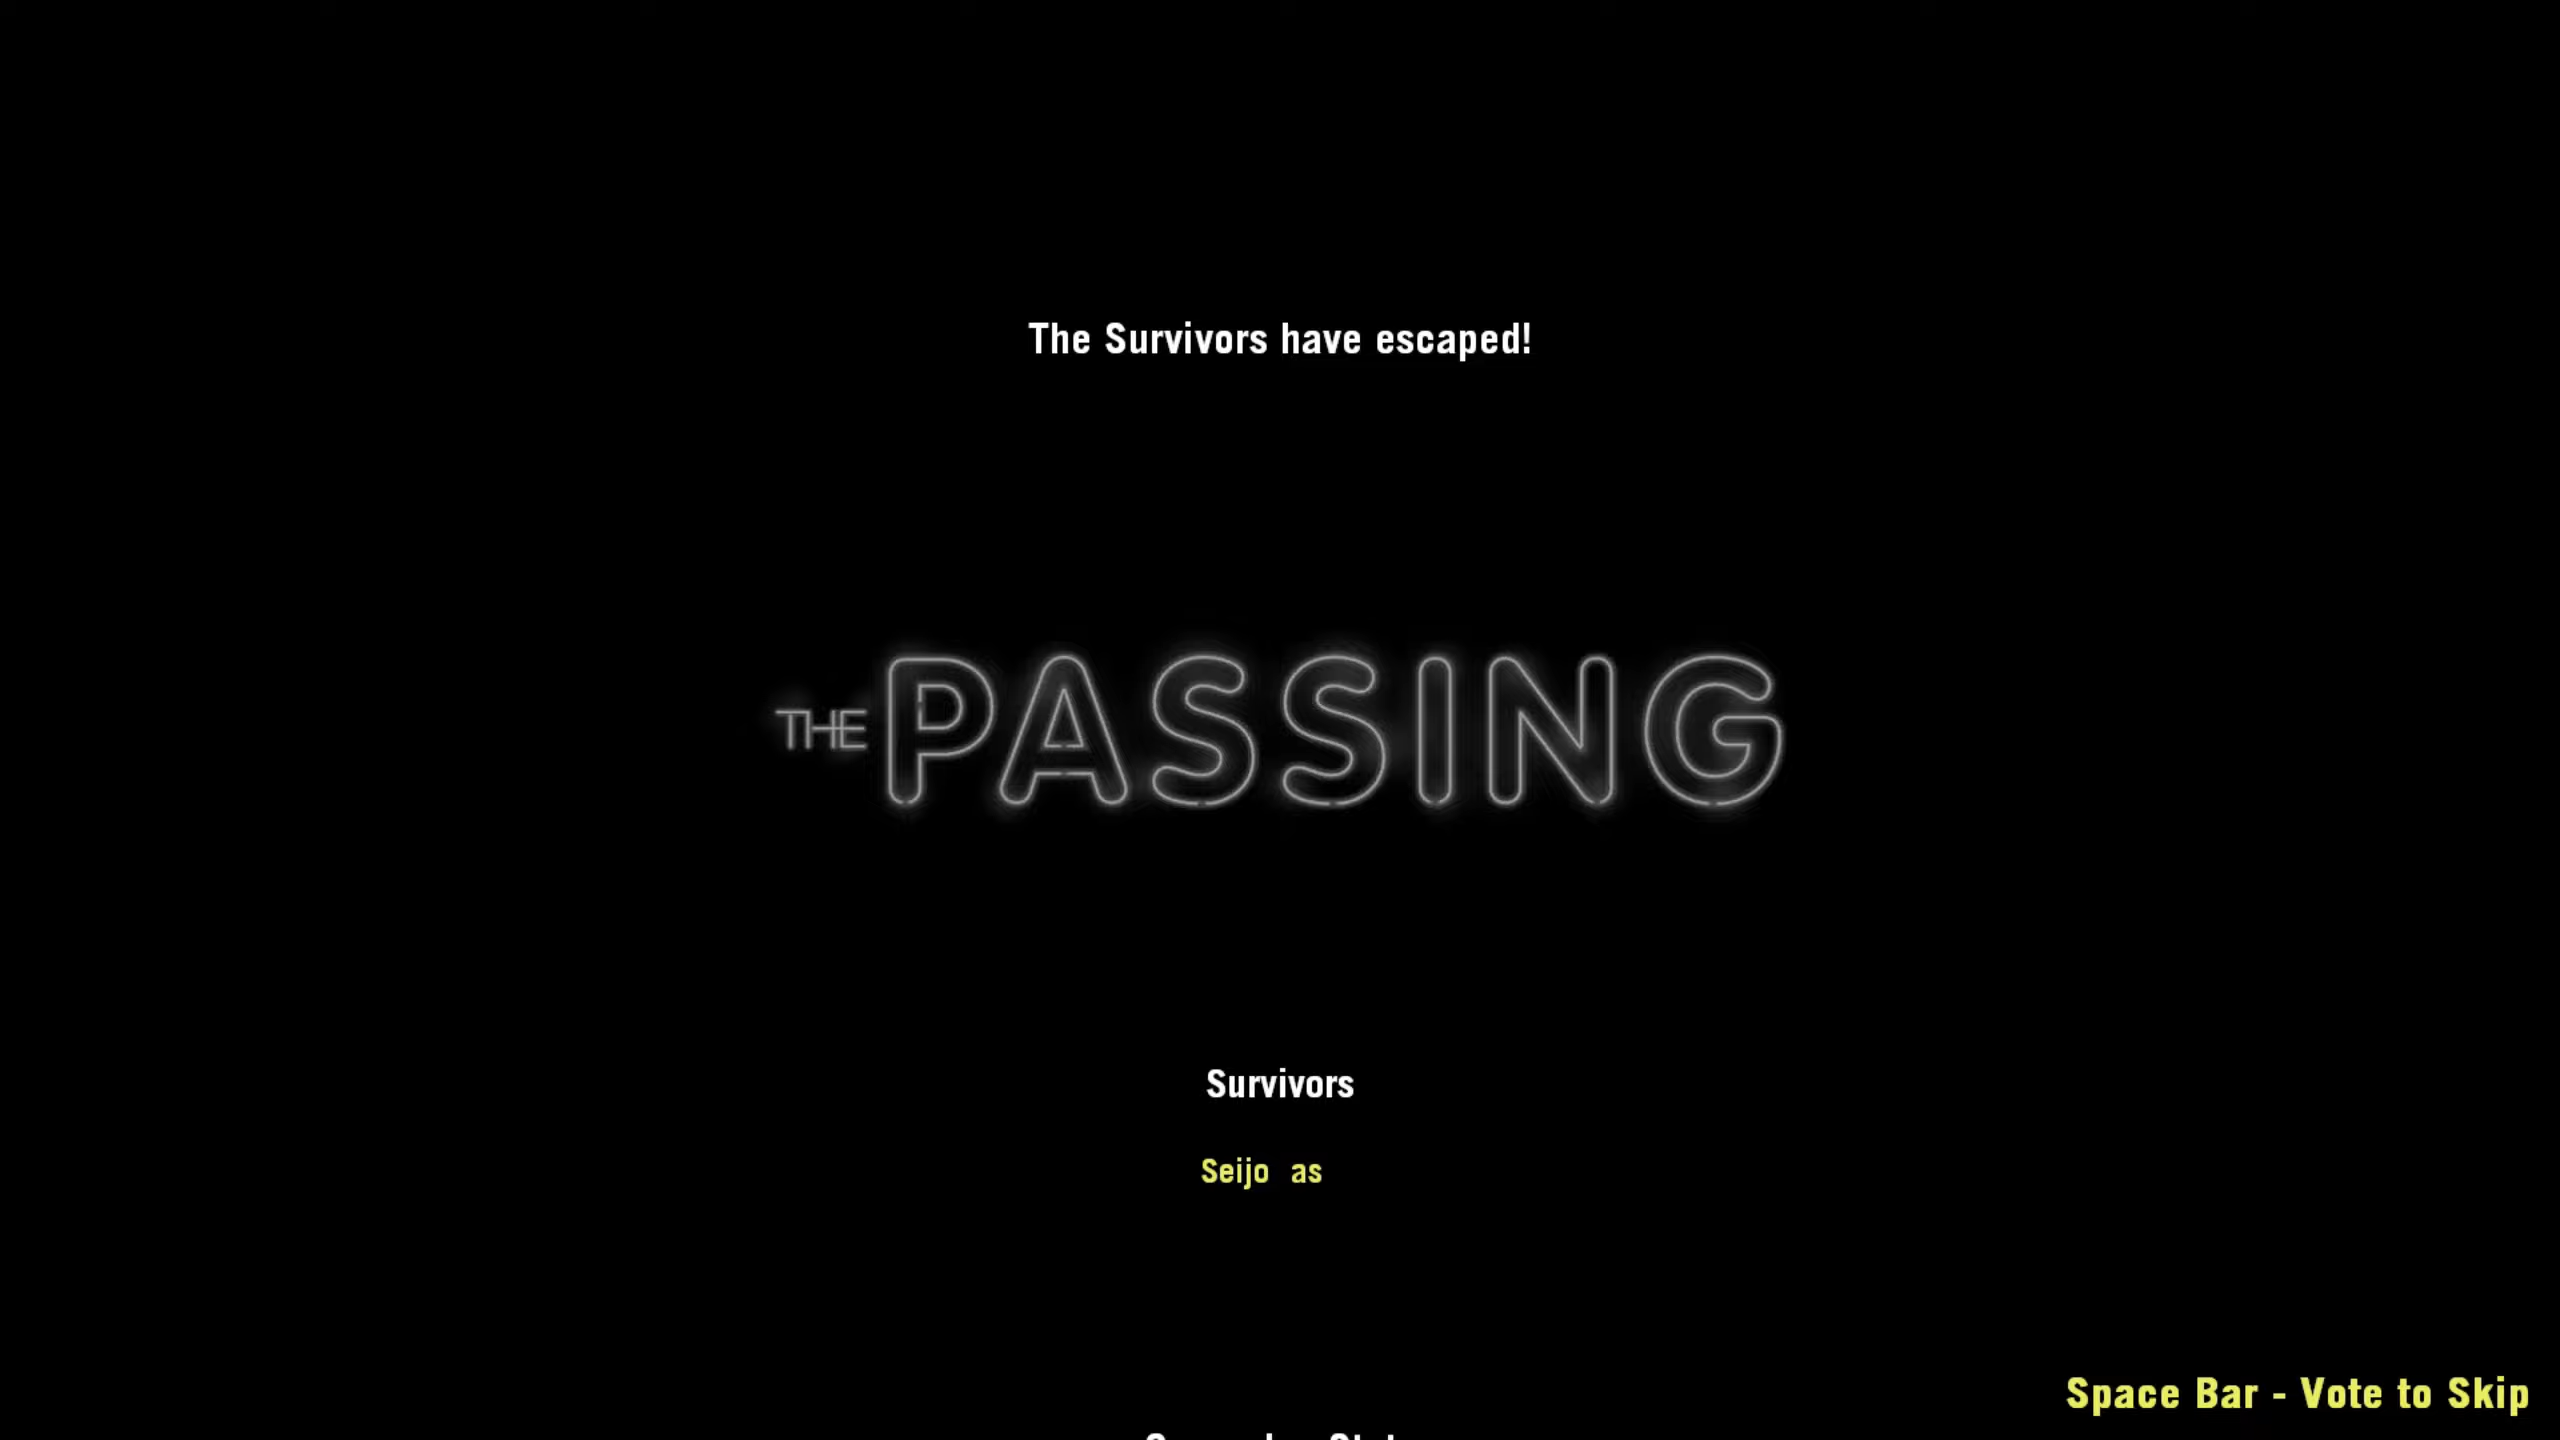 The Survivors have escaped!
THE PASSING
Survivors
Seijo as
Space Bar - Vote to Skip